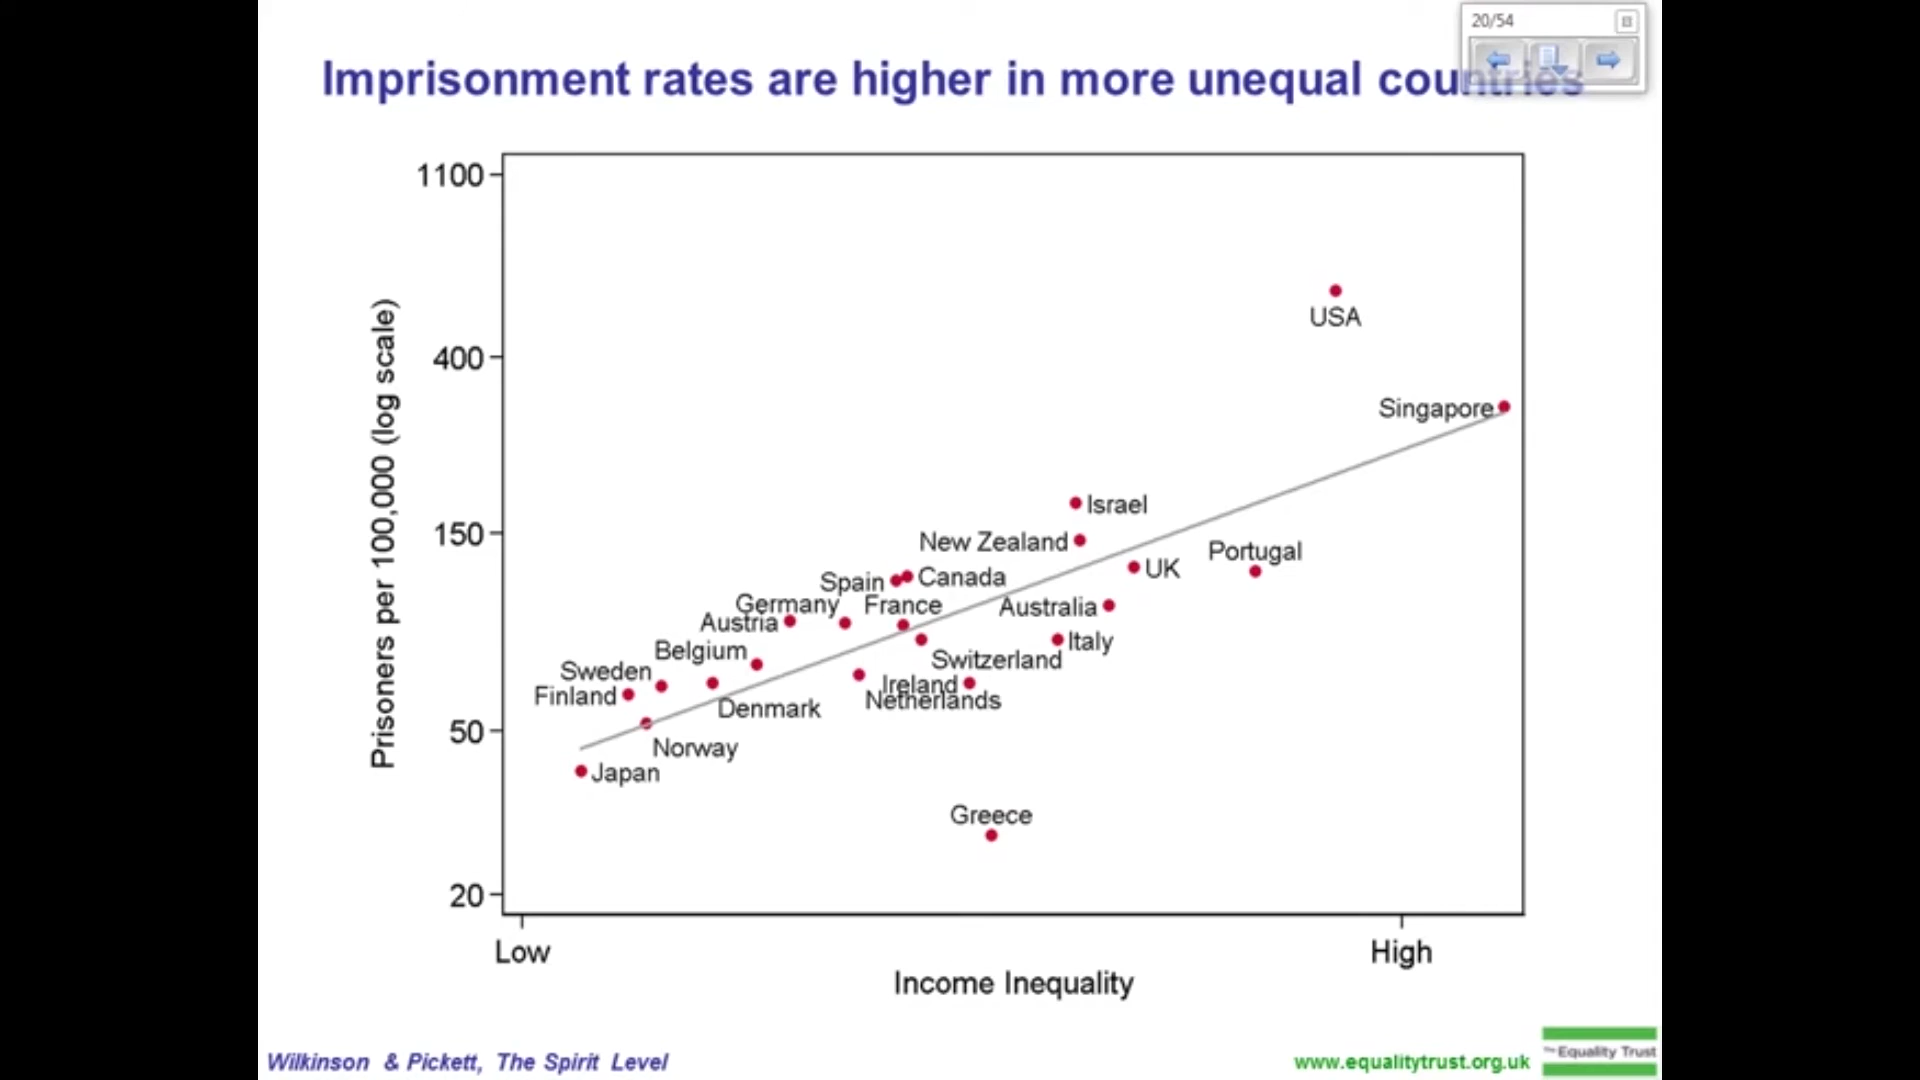 20/54
Imprisonment rates are higher in more unequal countries
1100
400
150
50
20
Prisoners per 100,000 (log scale)
USA
Singapore
Israel
New Zealand
Portugal
UK
Spain
Canada
Germany
France
Australia
Austria
Italy
Belgium
Switzerland
Sweden
Ireland
Finland
Netherlands
Denmark
Norway
Japan
Greece
Low
High
Income Inequality
Wilkinson & Pickett, The Spirit Level
www.equalitytrust.org.uk
The Equality Trust